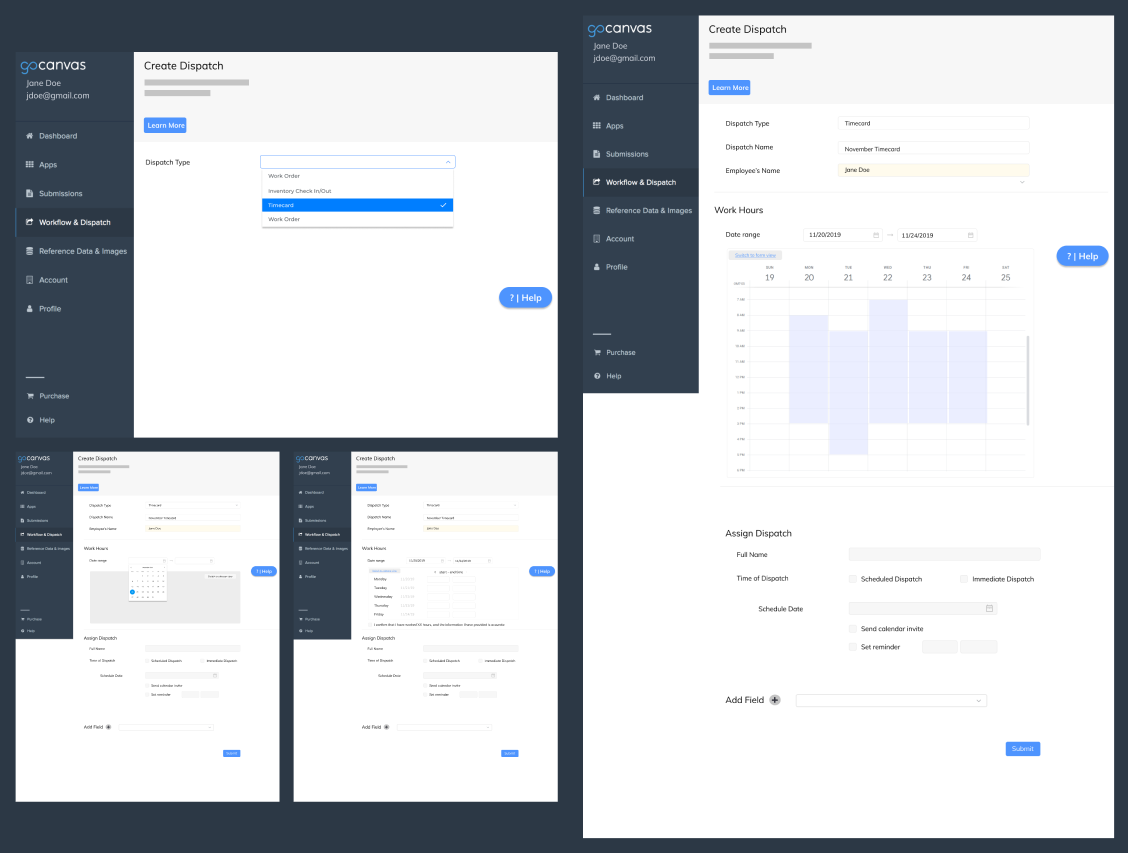 gocanvas
Jane Doe
jdoe@gmail.com
Dashboard
Apps
Submissions
Workflow & Dispatch
Reference Data & Images
Account
Profile
Purchase
Help
Create Dispatch
Learn More
Dispatch Type
Work Order
Inventory Check In/Out
Timecard
Work Order
? | Help
gocanvas
Jane Doe
jdoe@gmail.com
Dashboard
Apps
Submissions
Workflow & Dispatch
Reference Data & Images
Account
Profile
Purchase
Help
Create Dispatch
Learn More
Dispatch Type Timecard
Dispatch Name November Timecard
Employee's Name Jane Doe
Work Hours
Date range
Assign Dispatch
Full Name
Time of Dispatch Scheduled Dispatch Immediate Dispatch
Schedule Date
Send calendar invite
Set reminder
Add Field
Submit
? | Help
gocanvas
Jane Doe
jdoe@gmail.com
Dashboard
Apps
Submissions
Workflow & Dispatch
Reference Data & Images
Account
Profile
Purchase
Help
Create Dispatch
Learn More
Dispatch Type Timecard
Dispatch Name November Timecard
Employee's Name Jane Doe
Work Hours
Date range 11/20/2019 11/24/2019
Monday
Tuesday
Wednesday
Thursday
Friday
Assign Dispatch
Full Name
Time of Dispatch Scheduled Dispatch Immediate Dispatch
Schedule Date
Send calendar invite
Set reminder
Add Field
Submit
? | Help
gocanvas
Jane Doe
jdoe@gmail.com
Dashboard
Apps
Submissions
Workflow & Dispatch
Reference Data & Images
Account
Profile
Purchase
Help
Create Dispatch
Learn More
Dispatch Type Timecard
Dispatch Name November Timecard
Employee's Name Jane Doe
Work Hours
Date range 11/20/2019 → 11/24/2019
Switch to form view
SUN MON TUE WED THU FRI SAT
19 20 21 22 23 24 25
7 AM
8 AM
9 AM
10 AM
11 AM
12 PM
1 PM
2 PM
3 PM
4 PM
5 PM
6 PM
? | Help
Assign Dispatch
Full Name
Time of Dispatch Scheduled Dispatch Immediate Dispatch
Schedule Date
Send calendar invite
Set reminder
Add Field
Submit